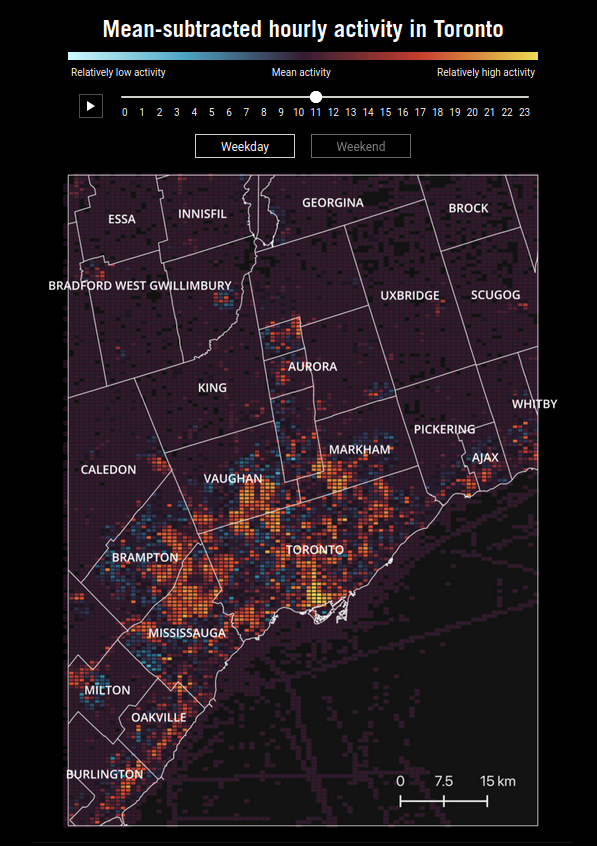 Mean-subtracted hourly activity in Toronto
Relatively low activity Mean activity Relatively high activity
0 1 2 3 4 5 6 7 8 9 10 11 12 13 14 15 16 17 18 19 20 21 22 23
Weekday Weekend
GEORGINA
BROCK
INNISFIL
ESSA
BRADFORD WEST GWILLIMBURY
UXBRIDGE SCUGOG
AURORA
KING
WHITBY
PICKERING
MARKHAM
AJAX
CALEDON
VAUGHAN
TORONTO
BRAMPTON
MISSISSAUGA
MILTON
OAKVILLE
BURLINGTON
0 7.5 15 km